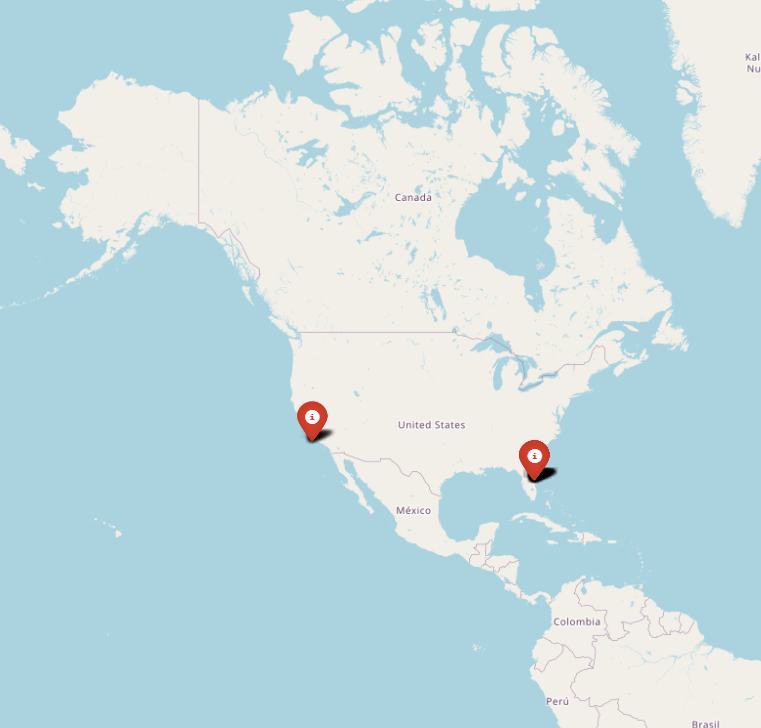 Kal
Nu
Canada
United States
México
Colombia
Perú
Brasil
i
i